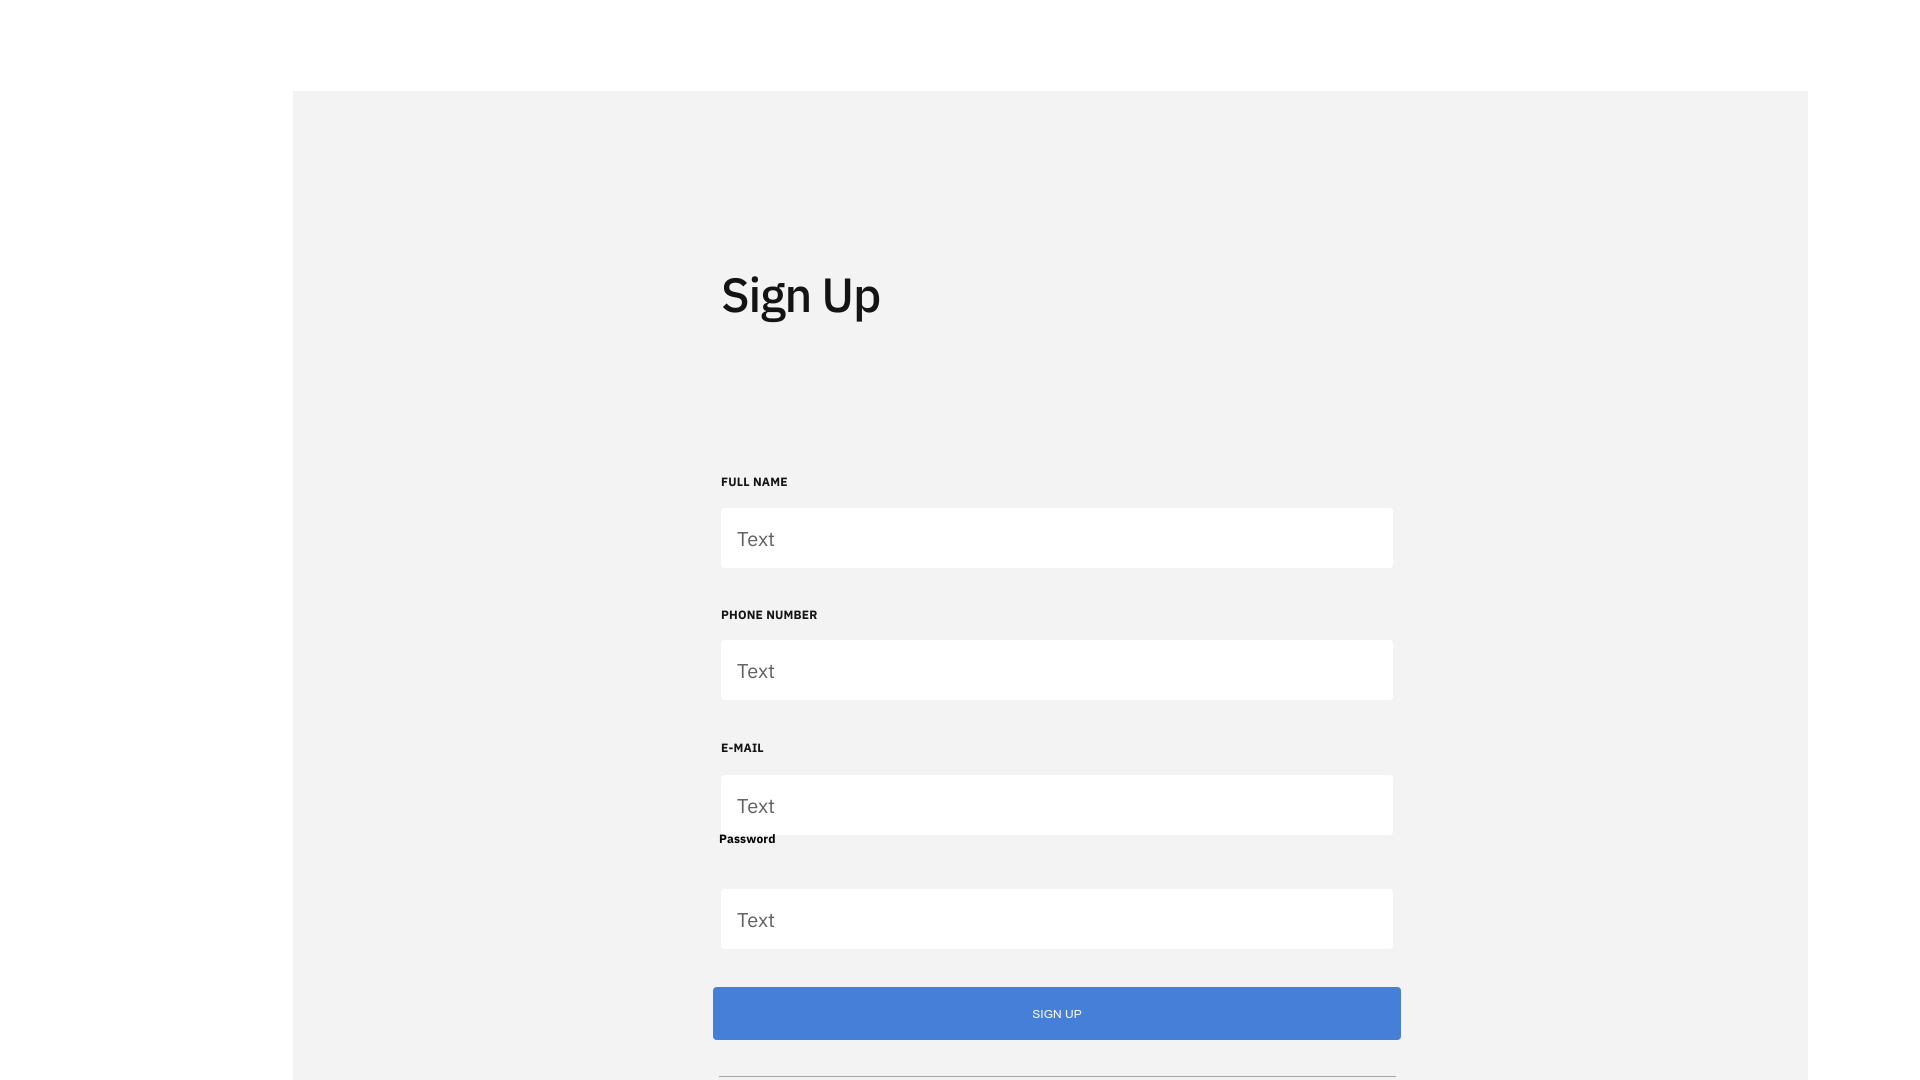 Sign Up
FULL NAME
Text
PHONE NUMBER
Text
E-MAIL
Text
Password
Text
SIGN UP